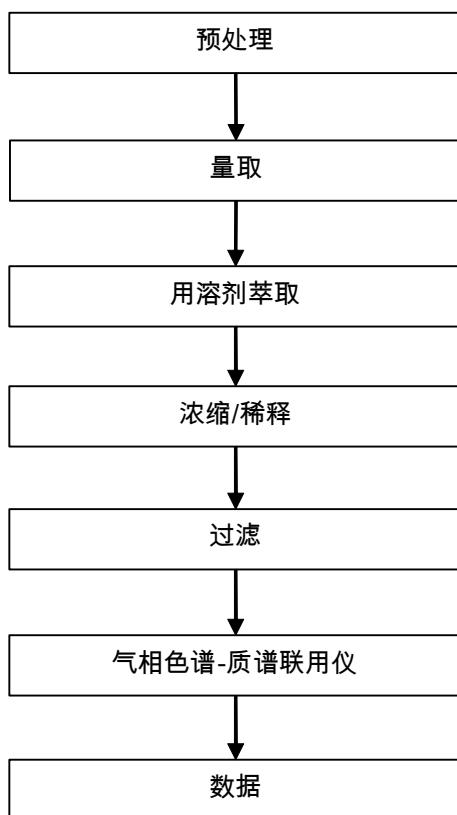 预处理
量取
用溶剂萃取
浓缩/稀释
过滤
气相色谱-质谱联用仪
数据